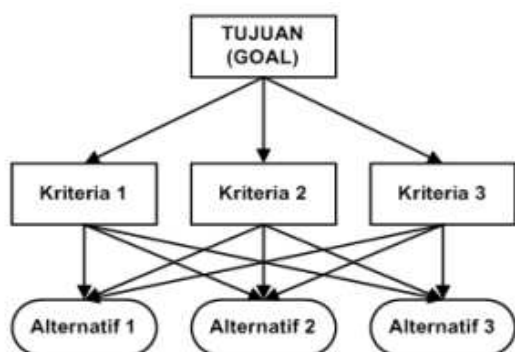 TUJUAN
(GOAL)
Kriteria 1
Kriteria 2
Kriteria 3
Alternatif 1
Alternatif 2
Alternatif 3